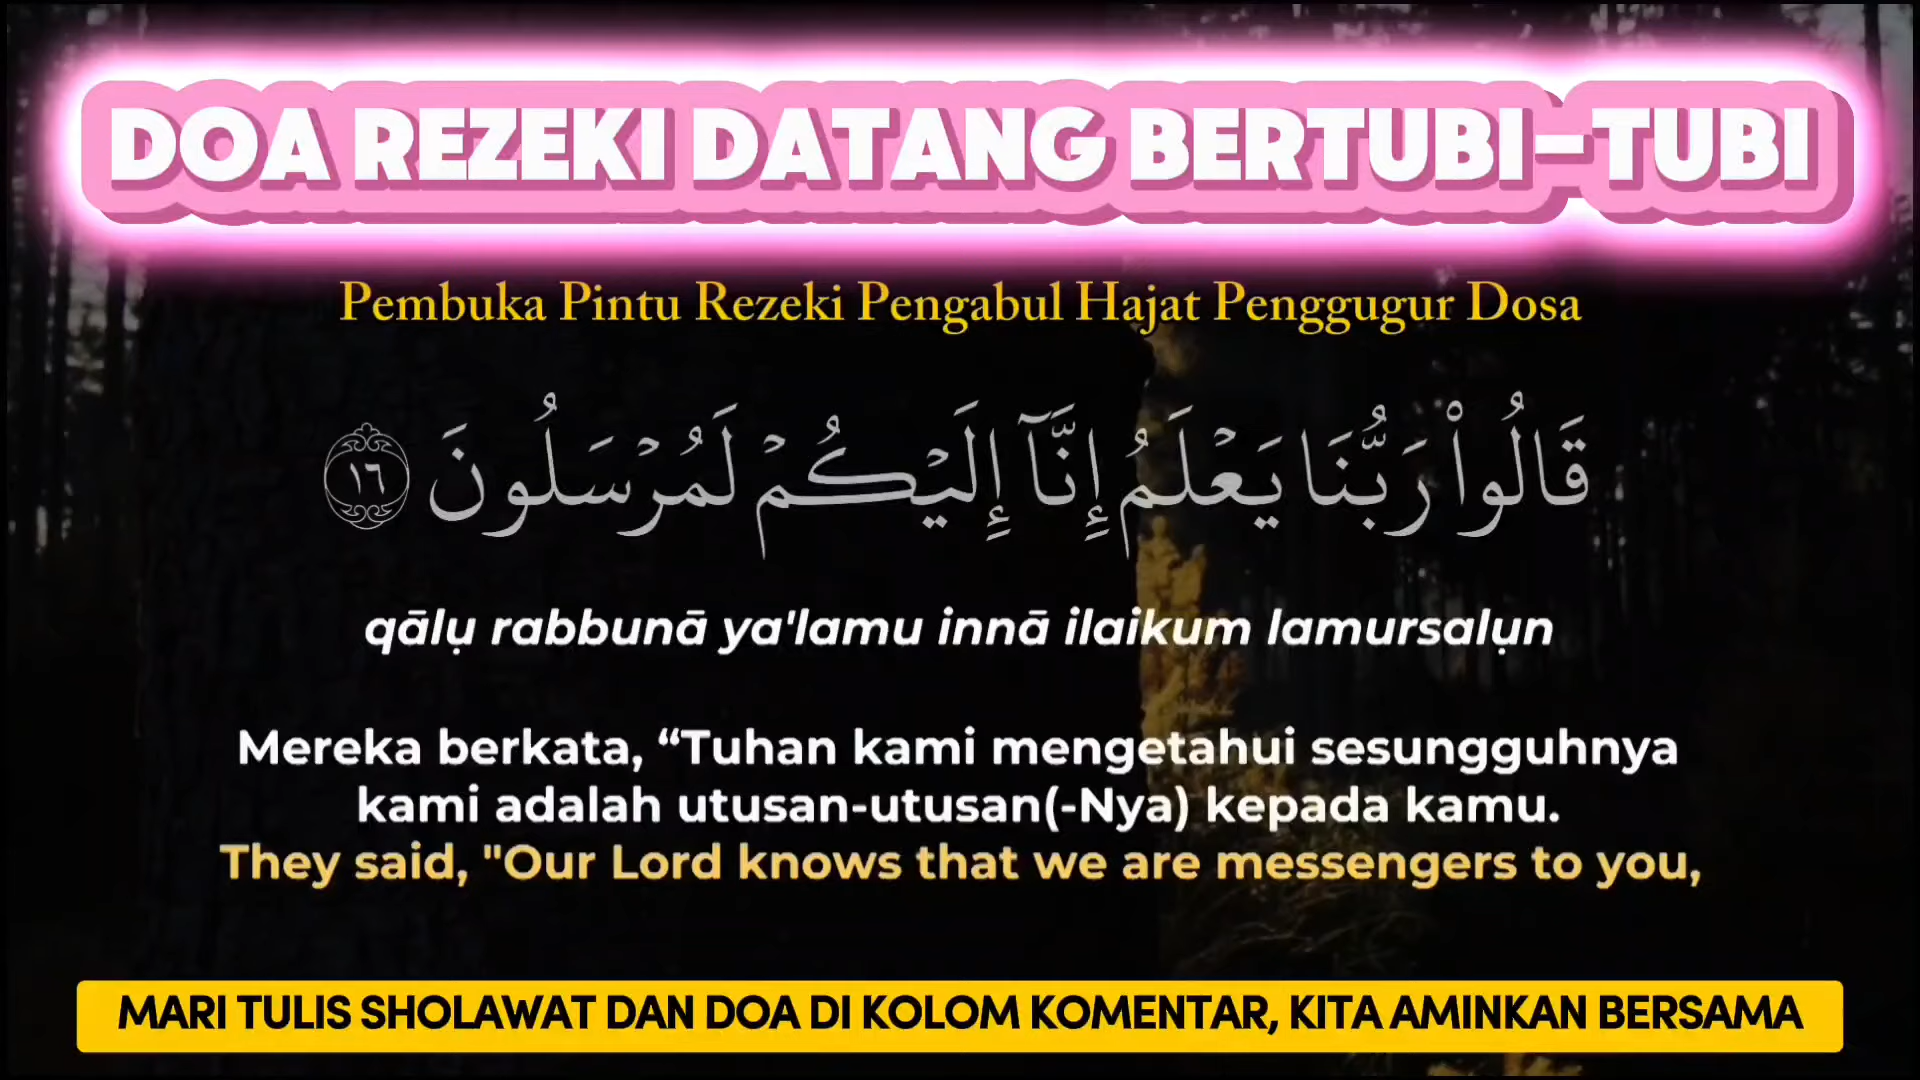 DOA REZEKI DATANG BERTUBI-TUBI
Pembuka Pintu Rezeki Pengabul Hajat Penggugur Dosa
قَالُوا۟ رَبُّنَا يَعْلَمُ إِنَّآ إِلَيْكُمْ لَمُرْسَلُونَ ١٦
qālụ rabbunā ya'lamu innā ilaikum lamursalụn
Mereka berkata, “Tuhan kami mengetahui sesungguhnya
kami adalah utusan-utusan(-Nya) kepada kamu.
They said, "Our Lord knows that we are messengers to you,
MARI TULIS SHOLAWAT DAN DOA DI KOLOM KOMENTAR, KITA AMINKAN BERSAMA